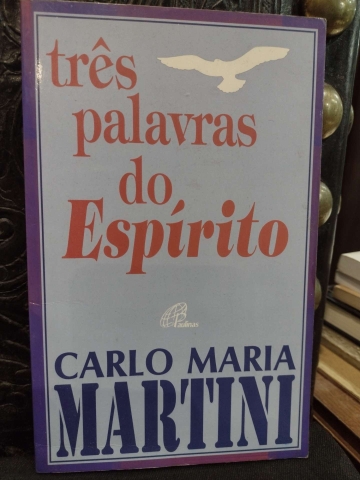 três
palavras
do
Espírito
Paulinas
CARLO MARIA
MARTINI